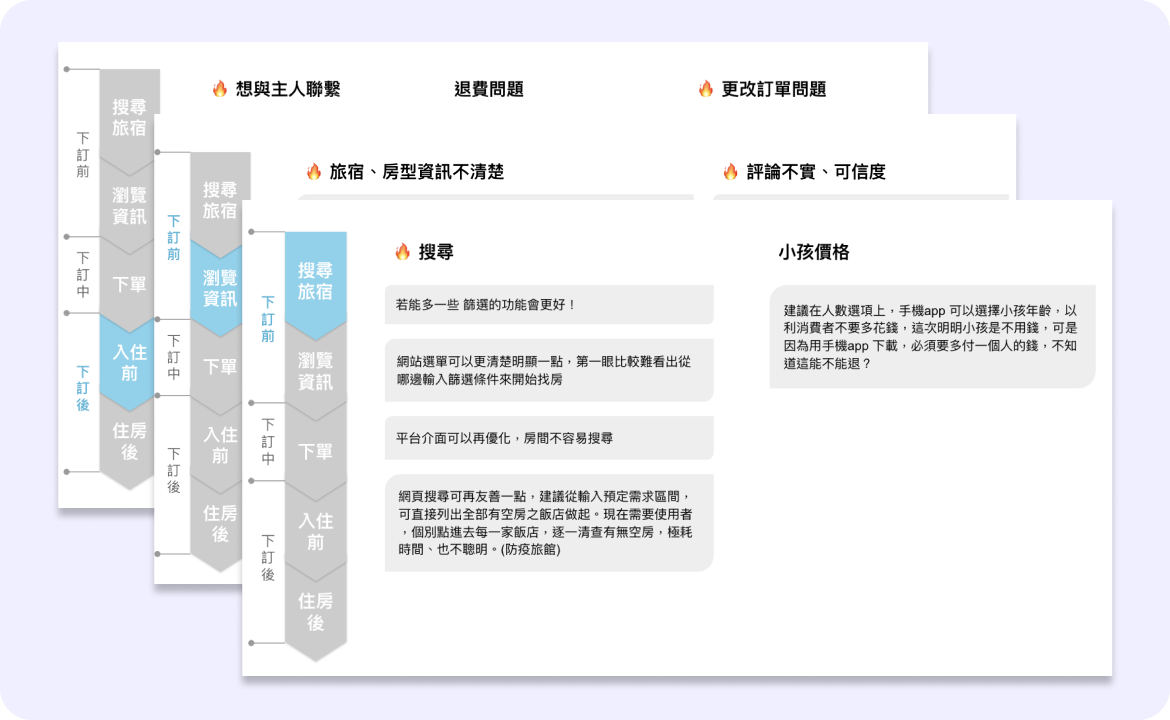 想與主人聯繫
退費問題
更改訂單問題
下訂前
下訂中
下訂後
搜尋
旅宿
瀏覽
資訊
下單
入住
前
住房
後
旅宿、房型資訊不清楚
評論不實、可信度
下訂前
下訂中
下訂後
搜尋
旅宿
瀏覽
資訊
下單
入住
前
住房
後
搜尋
小孩價格
下訂前
下訂中
下訂後
搜尋
旅宿
瀏覽
資訊
下單
入住
前
住房
後
若能多一些 篩選的功能會更好！
網站選單可以更清楚明顯一點，第一眼比較難看出從
哪邊輸入篩選條件來開始找房
平台介面可以再優化，房間不容易搜尋
網頁搜尋可再友善一點，建議從輸入預定需求區間，
可直接列出全部有空房之飯店做起。現在需要使用者
，個別點進去每一家飯店，逐一清查有無空房，極耗
時間、也不聰明。(防疫旅館)
建議在人數選項上，手機app 可以選擇小孩年齡，以
利消費者不要多花錢，這次明明小孩是不用錢，可是
因為用手機app 下載，必須要多付一個人的錢，不知
道這能不能退？